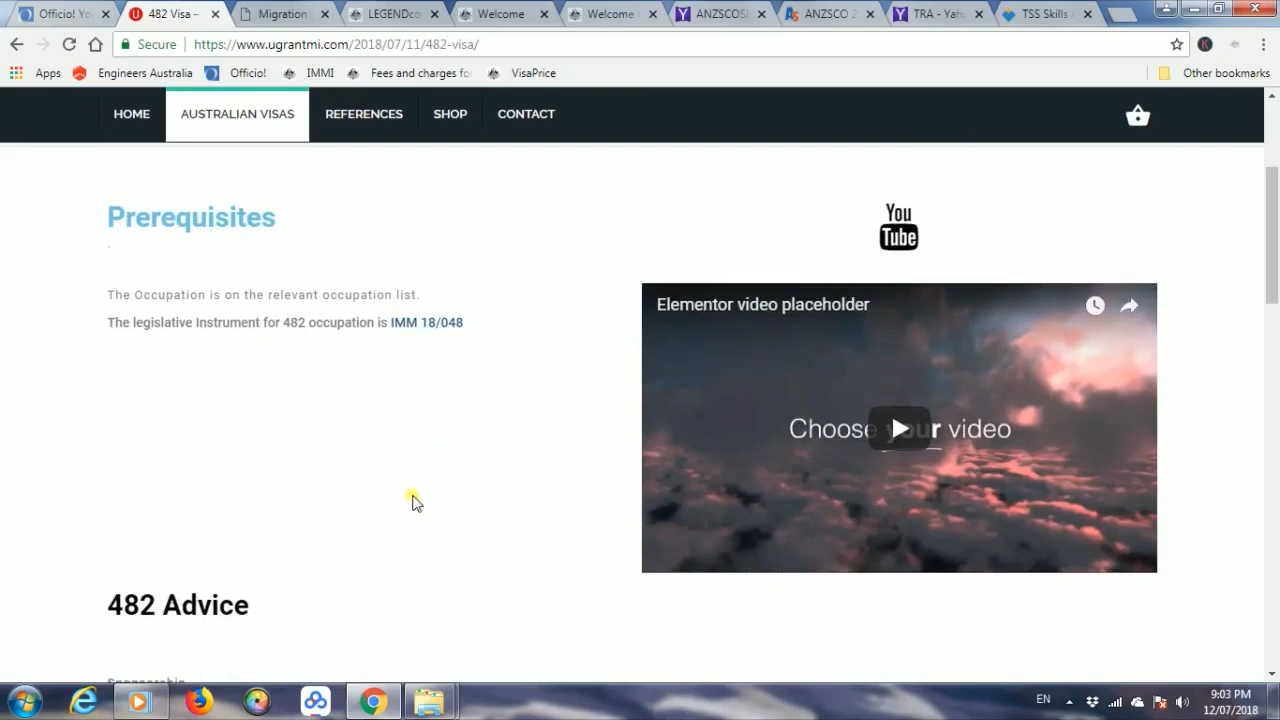 Officio! Yo
482 Visa –
Migration
LEGENDco
Welcome
Welcome
ANZSCOS
ANZSCO 2
TRA - Yah
TSS Skills
Secure
https://www.ugrantmi.com/2018/07/11/482-visa/
Apps
Engineers Australia
Officio!
IMMI
Fees and charges fo
VisaPrice
Other bookmarks
HOME
AUSTRALIAN VISAS
REFERENCES
SHOP
CONTACT
Prerequisites
.
You
Tube
The Occupation is on the relevant occupation list.
The legislative Instrument for 482 occupation is IMM 18/048
Elementor video placeholder
Choose your video
482 Advice
Sponsorship
EN
9:03 PM
12/07/2018